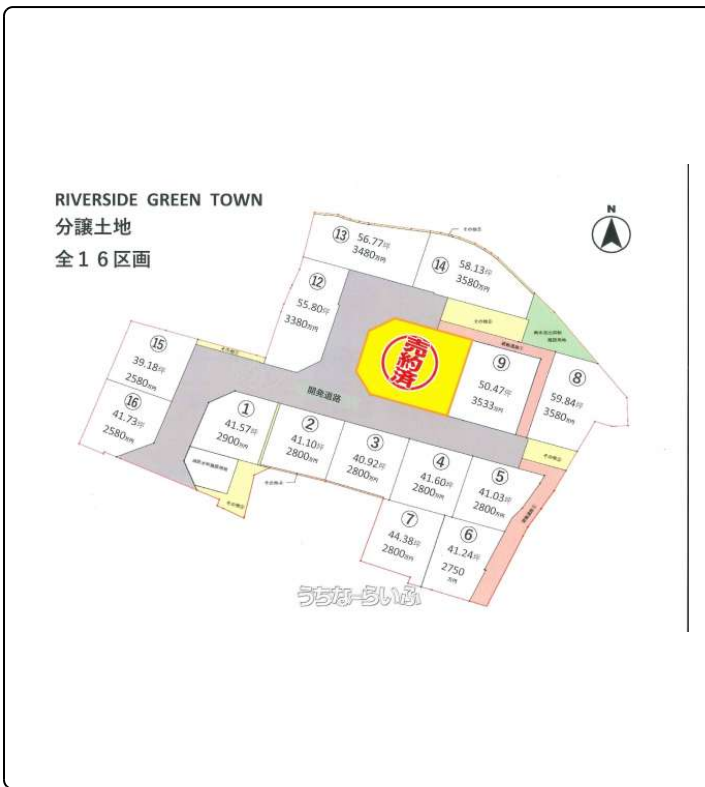 RIVERSIDE GREEN TOWN
分譲土地
全16区画
N
⑬ 56.77坪
3480万円
⑭ 58.13坪
3580万円
⑫
55.80坪
3380万円
⑮
39.18坪
2580万円
⑯
41.73坪
2580万円
開発道路
売約済
⑨
50.47坪
3533万円
⑧
59.84坪
3580万円
①
41.57坪
2900万円
②
41.10坪
2800万円
③
40.92坪
2800万円
④
41.60坪
2800万円
⑤
41.03坪
2800万円
⑦
44.38坪
2800万円
⑥
41.24坪
2750
万円
うちなーらいふ